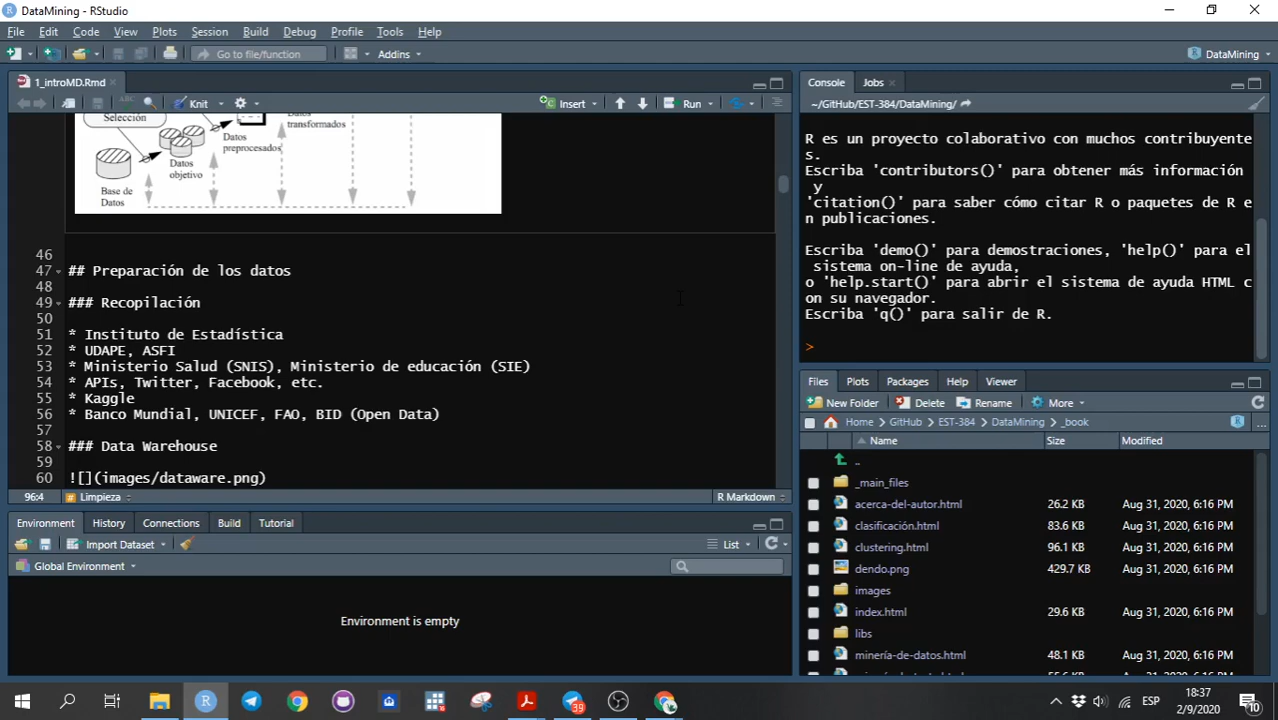 DataMining - RStudio
File Edit Code View Plots Session Build Debug Profile Tools Help
Go to file/function Addins DataMining
1_introMD.Rmd
Knit Insert Run
Selección
Datos
transformados
Datos
preprocesados
Datos
objetivo
Base de
Datos
46
47 ## Preparación de los datos
48
49 ### Recopilación
50
51 * Instituto de Estadística
52 * UDAPE, ASFI
53 * Ministerio Salud (SNIS), Ministerio de educación (SIE)
54 * APIs, Twitter, Facebook, etc.
55 * Kaggle
56 * Banco Mundial, UNICEF, FAO, BID (Open Data)
57
58 ### Data Warehouse
59
60 ![](images/dataware.png)
96:4 # Limpieza R Markdown
Environment History Connections Build Tutorial
Import Dataset List
Global Environment
Environment is empty
Console Jobs
~/GitHub/EST-384/DataMining/
R es un proyecto colaborativo con muchos contribuyente
s.
Escriba 'contributors()' para obtener más información
y
'citation()' para saber cómo citar R o paquetes de R e
n publicaciones.
Escriba 'demo()' para demostraciones, 'help()' para el
sistema on-line de ayuda,
o 'help.start()' para abrir el sistema de ayuda HTML c
on su navegador.
Escriba 'q()' para salir de R.
>
Files Plots Packages Help Viewer
New Folder Delete Rename More
Home GitHub EST-384 DataMining _book ...
Name Size Modified
..
_main_files
acerca-del-autor.html 26.2 KB Aug 31, 2020, 6:16 PM
clasificación.html 83.6 KB Aug 31, 2020, 6:16 PM
clustering.html 96.1 KB Aug 31, 2020, 6:16 PM
dendo.png 429.7 KB Aug 31, 2020, 6:16 PM
images
index.html 29.6 KB Aug 31, 2020, 6:16 PM
libs
minería-de-datos.html 48.1 KB Aug 31, 2020, 6:16 PM
39
ESP
18:37
2/9/2020
10